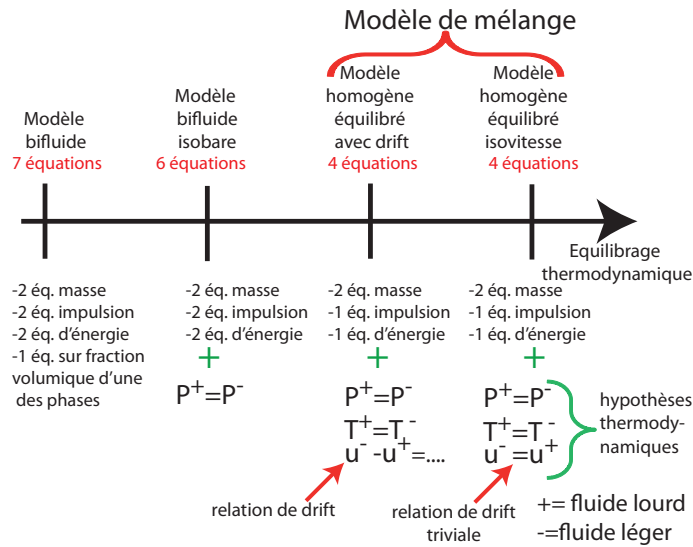 Modèle de mélange
Modèle
bifluide
7 équations
Modèle
bifluide
isobare
6 équations
Modèle
homogène
équilibré
avec drift
4 équations
Modèle
homogène
équilibré
isovitesse
4 équations
Equilibrage
thermodynamique
-2 éq. masse
-2 éq. impulsion
-2 éq. d'énergie
-1 éq. sur fraction
volumique d'une
des phases
-2 éq. masse
-2 éq. impulsion
-2 éq. d'énergie
+
P⁺=P⁻
-2 éq. masse
-1 éq. impulsion
-1 éq. d'énergie
+
P⁺=P⁻
T⁺=T⁻
u⁻ -u⁺=....
relation de drift
-2 éq. masse
-1 éq. impulsion
-1 éq. d'énergie
+
P⁺=P⁻
T⁺=T⁻
u⁻=u⁺
relation de drift
triviale
hypothèses
thermody-
namiques
+= fluide lourd
-=fluide léger